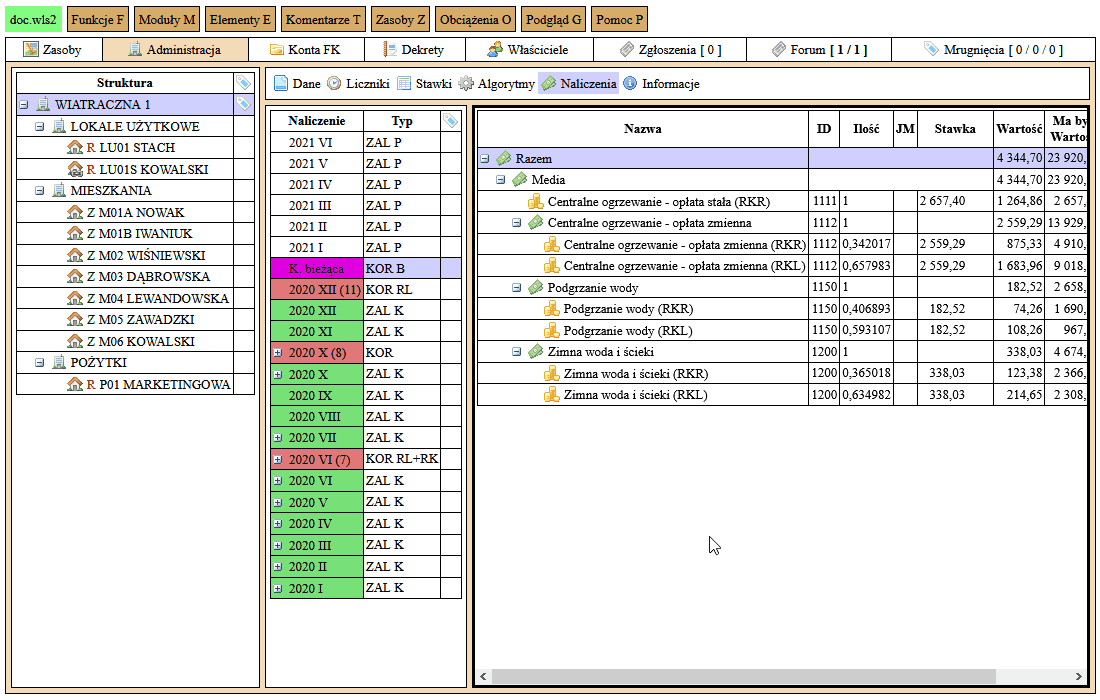 doc.wls2 Funkcje F Moduły M Elementy E Komentarze T Zasoby Z Obciążenia O Podgląd G Pomoc P
Zasoby Administracja Konta FK Dekrety Właściciele Zgłoszenia [ 0 ] Forum [ 1 / 1 ] Mrugnięcia [ 0 / 0 / 0 ]
Struktura
WIATRACZNA 1
LOKALE UŻYTKOWE
R LU01 STACH
R LU01S KOWALSKI
MIESZKANIA
Z M01A NOWAK
Z M01B IWANIUK
Z M02 WIŚNIEWSKI
Z M03 DĄBROWSKA
Z M04 LEWANDOWSKA
Z M05 ZAWADZKI
Z M06 KOWALSKI
POŻYTKI
R P01 MARKETINGOWA
Dane Liczniki Stawki Algorytmy Naliczenia Informacje
Naliczenie Typ
2021 VI ZAL P
2021 V ZAL P
2021 IV ZAL P
2021 III ZAL P
2021 II ZAL P
2021 I ZAL P
K. bieżąca KOR B
2020 XII (11) KOR RL
2020 XII ZAL K
2020 XI ZAL K
2020 X (8) KOR
2020 X ZAL K
2020 IX ZAL K
2020 VIII ZAL K
2020 VII ZAL K
2020 VI (7) KOR RL+RK
2020 VI ZAL K
2020 V ZAL K
2020 IV ZAL K
2020 III ZAL K
2020 II ZAL K
2020 I ZAL K
Nazwa ID Ilość JM Stawka Wartość Ma by
Wartoś
Razem 4 344,70 23 920,
Media 4 344,70 23 920,
Centralne ogrzewanie - opłata stała (RKR) 1111 1 2 657,40 1 264,86 2 657,
Centralne ogrzewanie - opłata zmienna 1112 1 2 559,29 13 929,
Centralne ogrzewanie - opłata zmienna (RKR) 1112 0,342017 2 559,29 875,33 4 910,
Centralne ogrzewanie - opłata zmienna (RKL) 1112 0,657983 2 559,29 1 683,96 9 018,
Podgrzanie wody 1150 1 182,52 2 658,
Podgrzanie wody (RKR) 1150 0,406893 182,52 74,26 1 690,
Podgrzanie wody (RKL) 1150 0,593107 182,52 108,26 967,
Zimna woda i ścieki 1200 1 338,03 4 674,
Zimna woda i ścieki (RKR) 1200 0,365018 338,03 123,38 2 366,
Zimna woda i ścieki (RKL) 1200 0,634982 338,03 214,65 2 308,